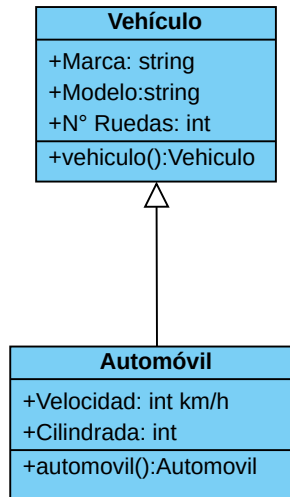 Vehículo
+Marca: string
+Modelo:string
+N° Ruedas: int
+vehiculo():Vehiculo
Automóvil
+Velocidad: int km/h
+Cilindrada: int
+automovil():Automovil